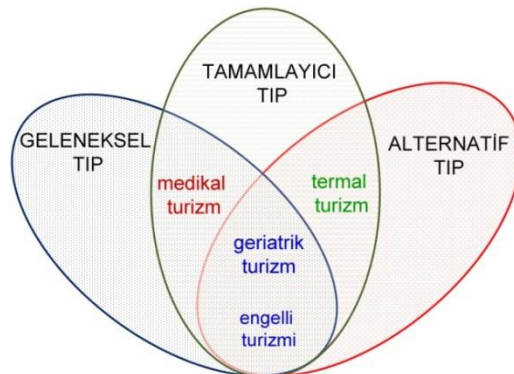 TAMAMLAYICI
TIP
GELENEKSEL
TIP
ALTERNATİF
TIP
medikal
turizm
termal
turizm
geriatrik
turizm
engelli
turizmi